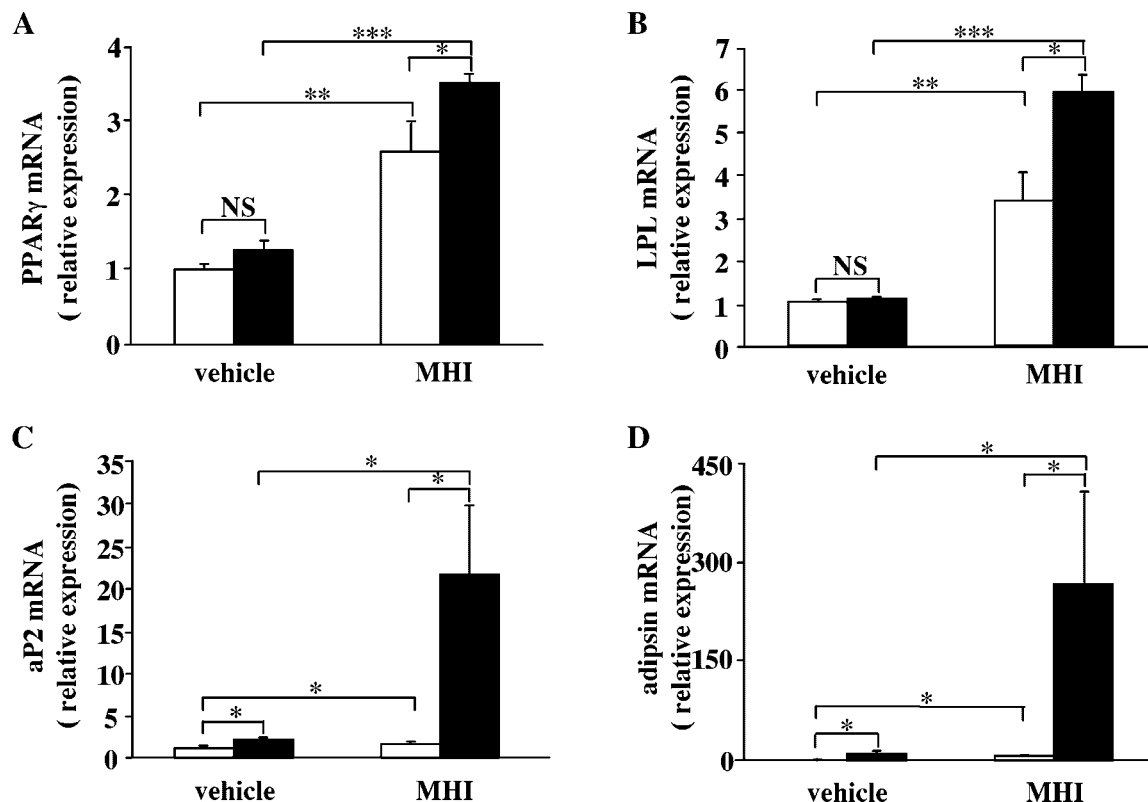 A
PPARγ mRNA
( relative expression)
4
3
2
1
0
NS
**
***
*
vehicle
MHI
B
LPL mRNA
( relative expression)
7
6
5
4
3
2
1
0
NS
**
***
*
vehicle
MHI
C
aP2 mRNA
( relative expression)
35
30
25
20
15
10
5
0
*
*
*
*
vehicle
MHI
D
adipsin mRNA
( relative expression)
450
300
150
0
*
*
*
*
vehicle
MHI